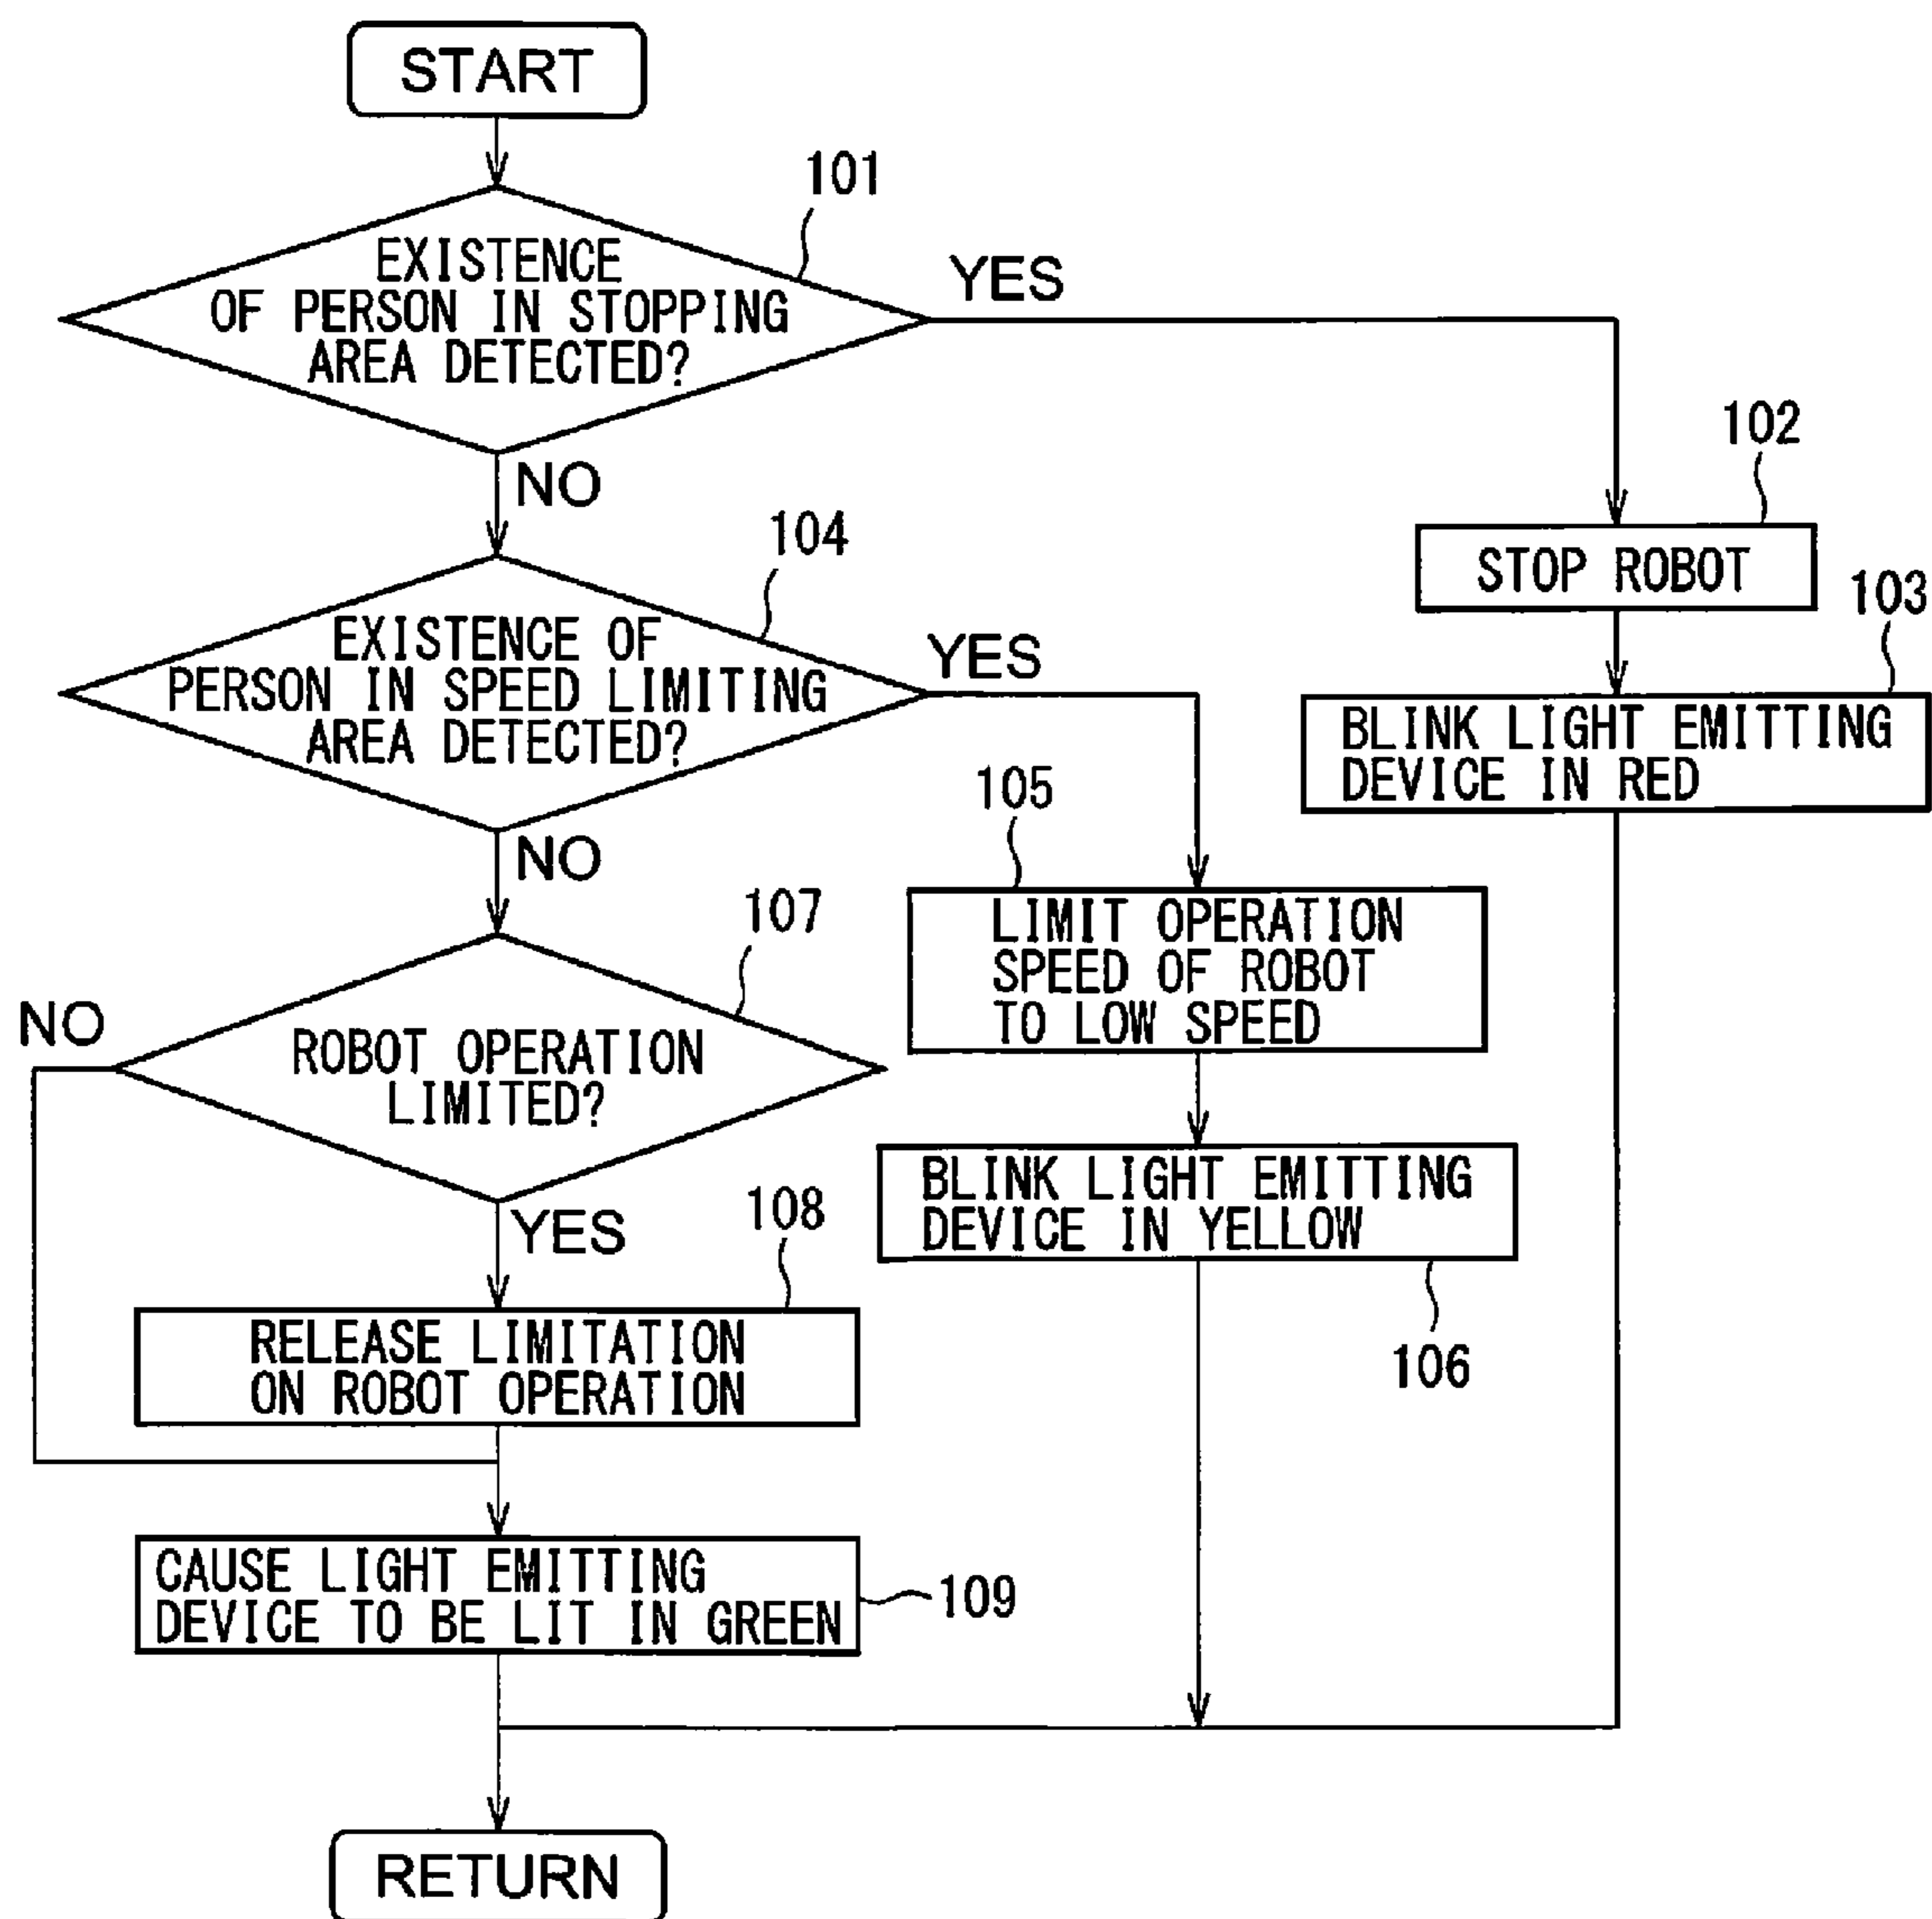 START
101
EXISTENCE
OF PERSON IN STOPPING
AREA DETECTED?
YES
NO
102
STOP ROBOT
103
BLINK LIGHT EMITTING
DEVICE IN RED
104
EXISTENCE OF
PERSON IN SPEED LIMITING
AREA DETECTED?
YES
NO
105
LIMIT OPERATION
SPEED OF ROBOT
TO LOW SPEED
BLINK LIGHT EMITTING
DEVICE IN YELLOW
106
107
ROBOT OPERATION
LIMITED?
NO
YES
108
RELEASE LIMITATION
ON ROBOT OPERATION
CAUSE LIGHT EMITTING
DEVICE TO BE LIT IN GREEN
109
RETURN